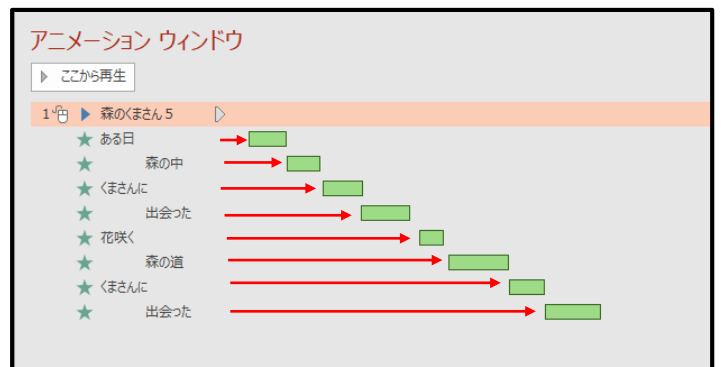 アニメーション ウィンドウ
ここから再生
1 森のくまさん 5
ある日
森の中
くまさんに
出会った
花咲く
森の道
くまさんに
出会った